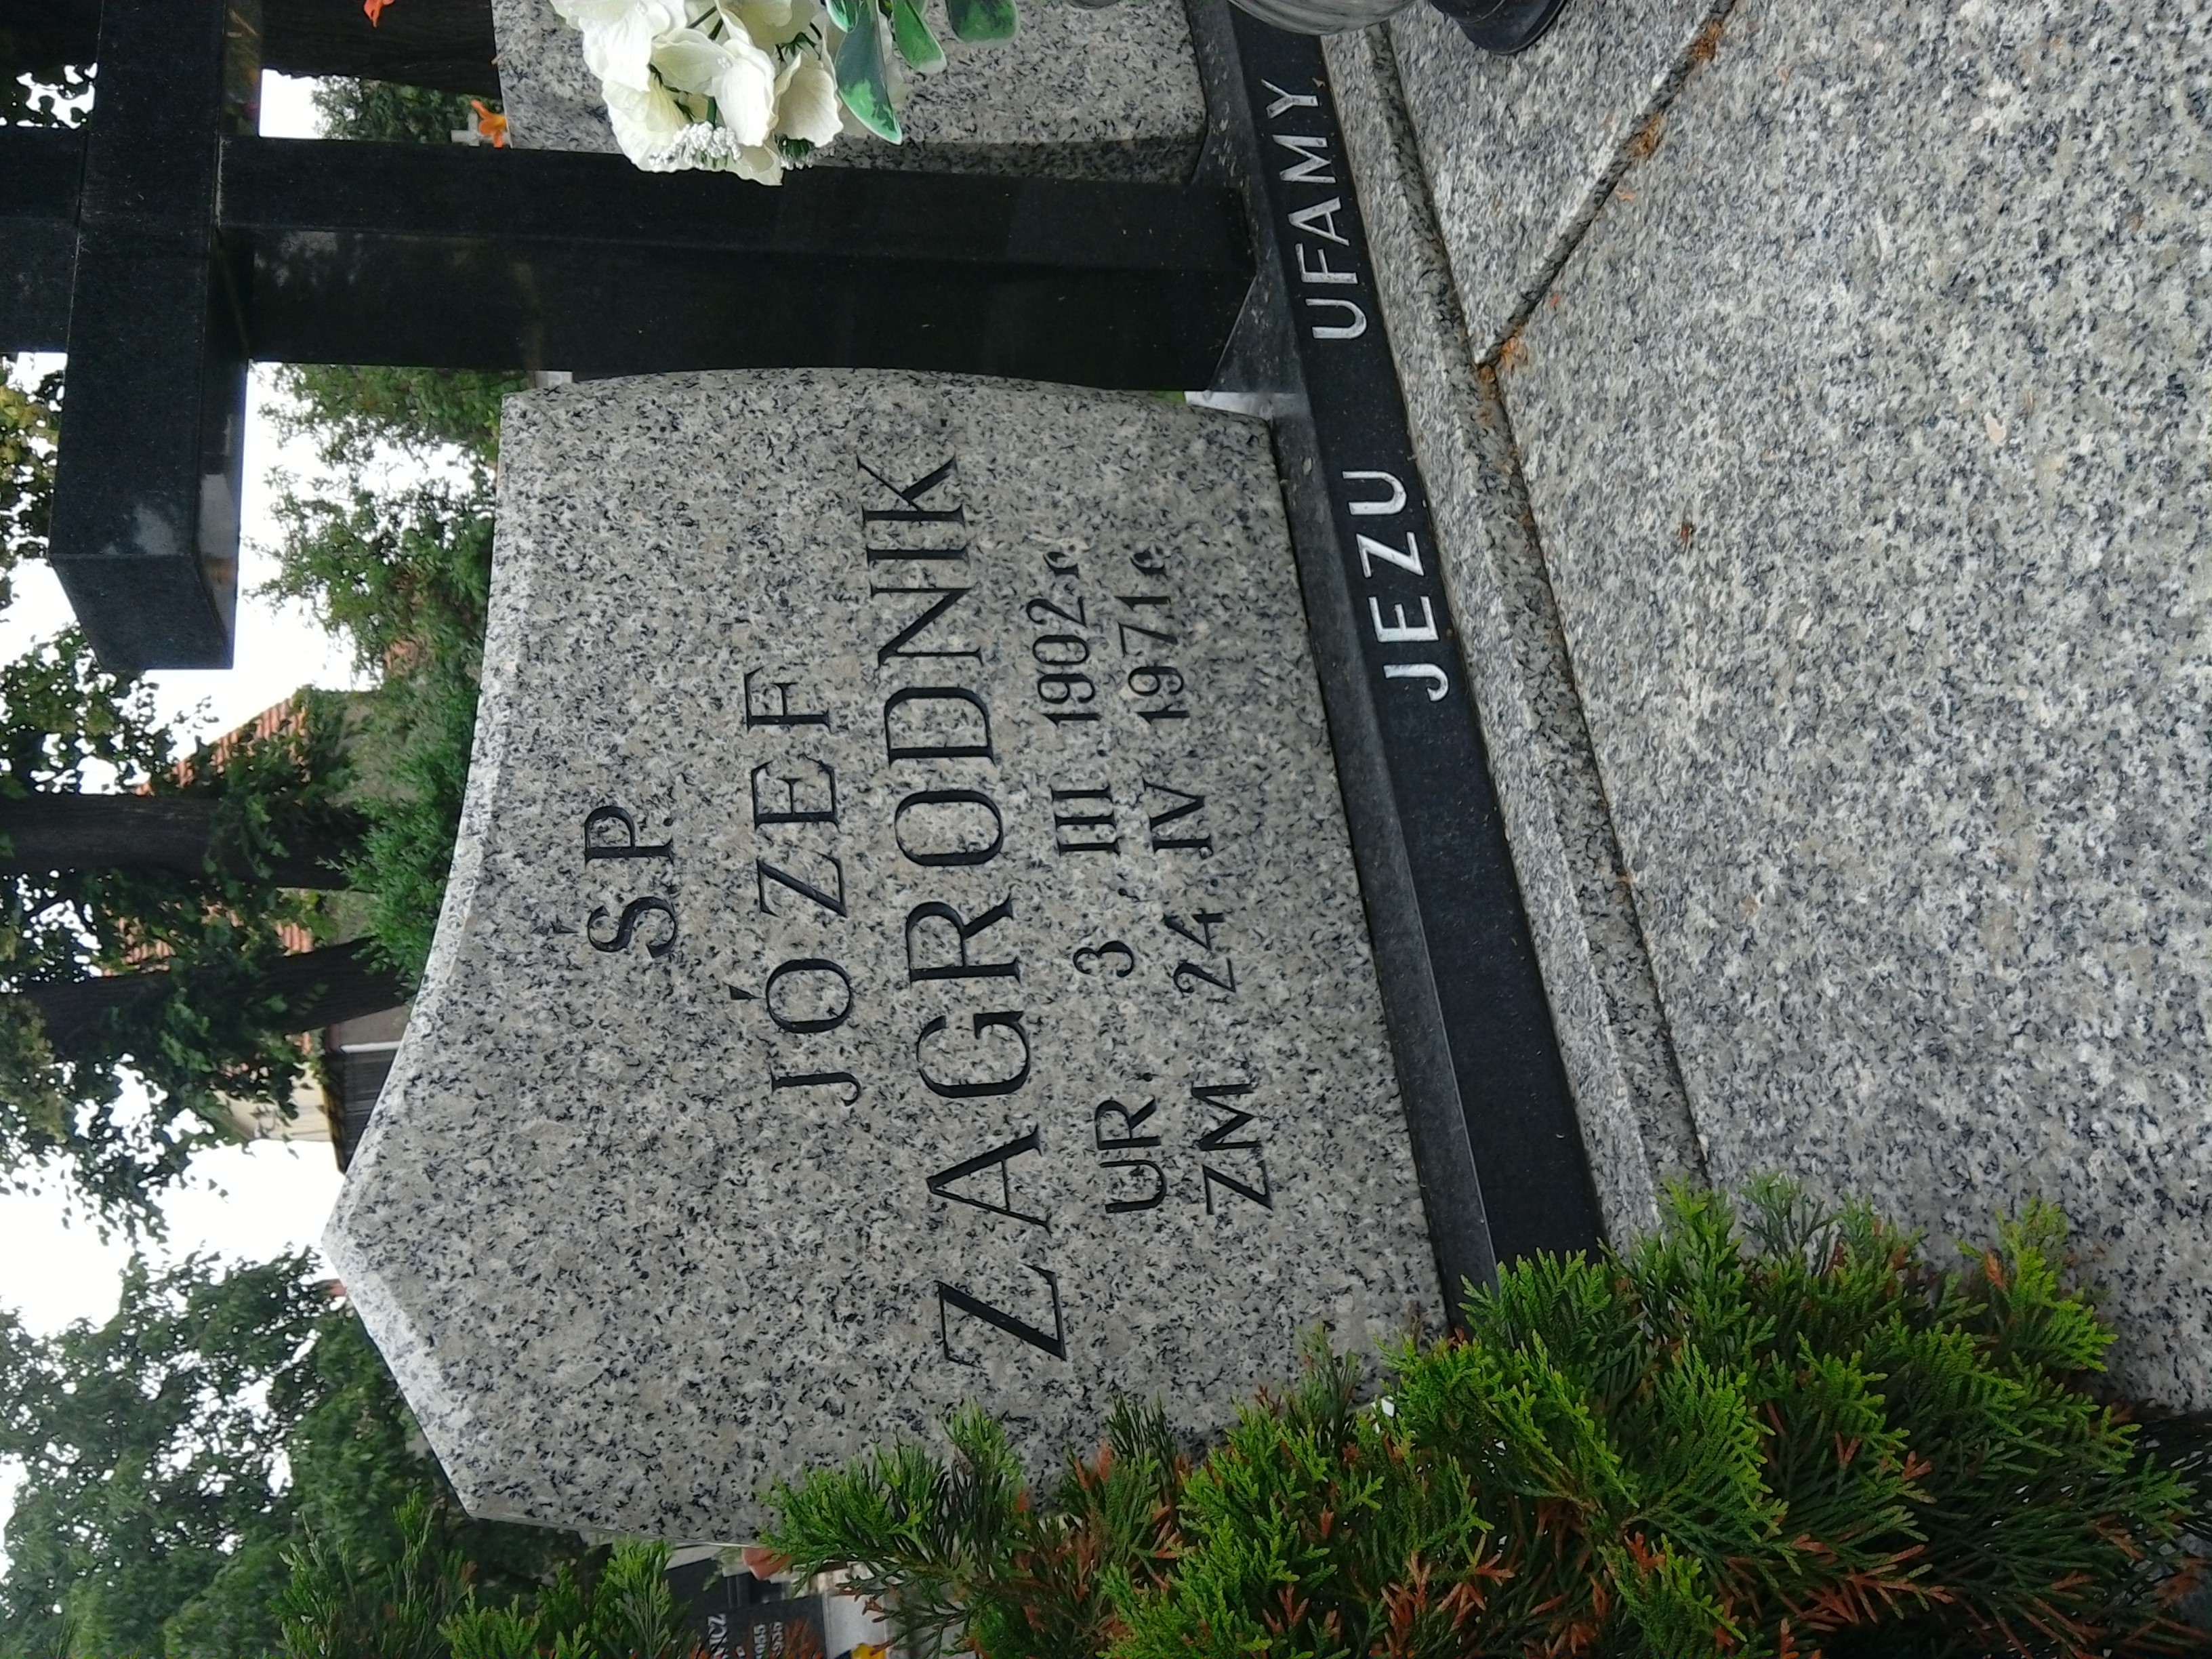 Ś.P.
JÓZEF
ZAGRODNIK
UR. 3. III. 1902 r.
ZM. 24 IV 1971 r.
JEZU UFAMY